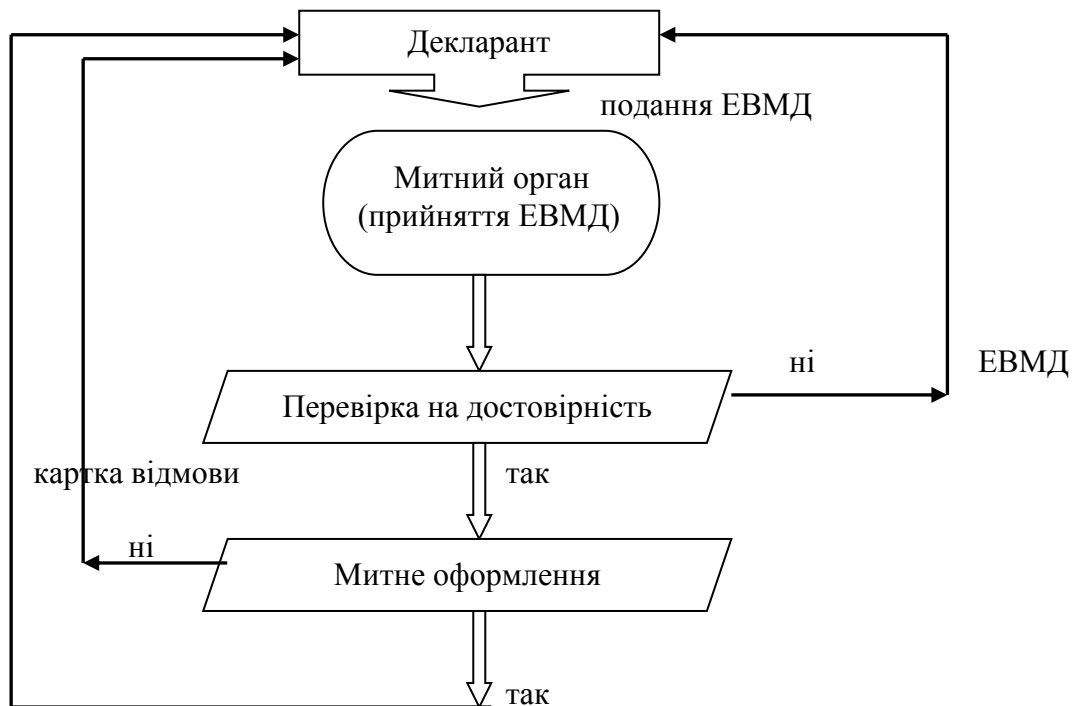 Декларант
подання ЕВМД
Митний орган
(прийняття ЕВМД)
ні
ЕВМД
Перевірка на достовірність
картка відмови
так
ні
Митне оформлення
так